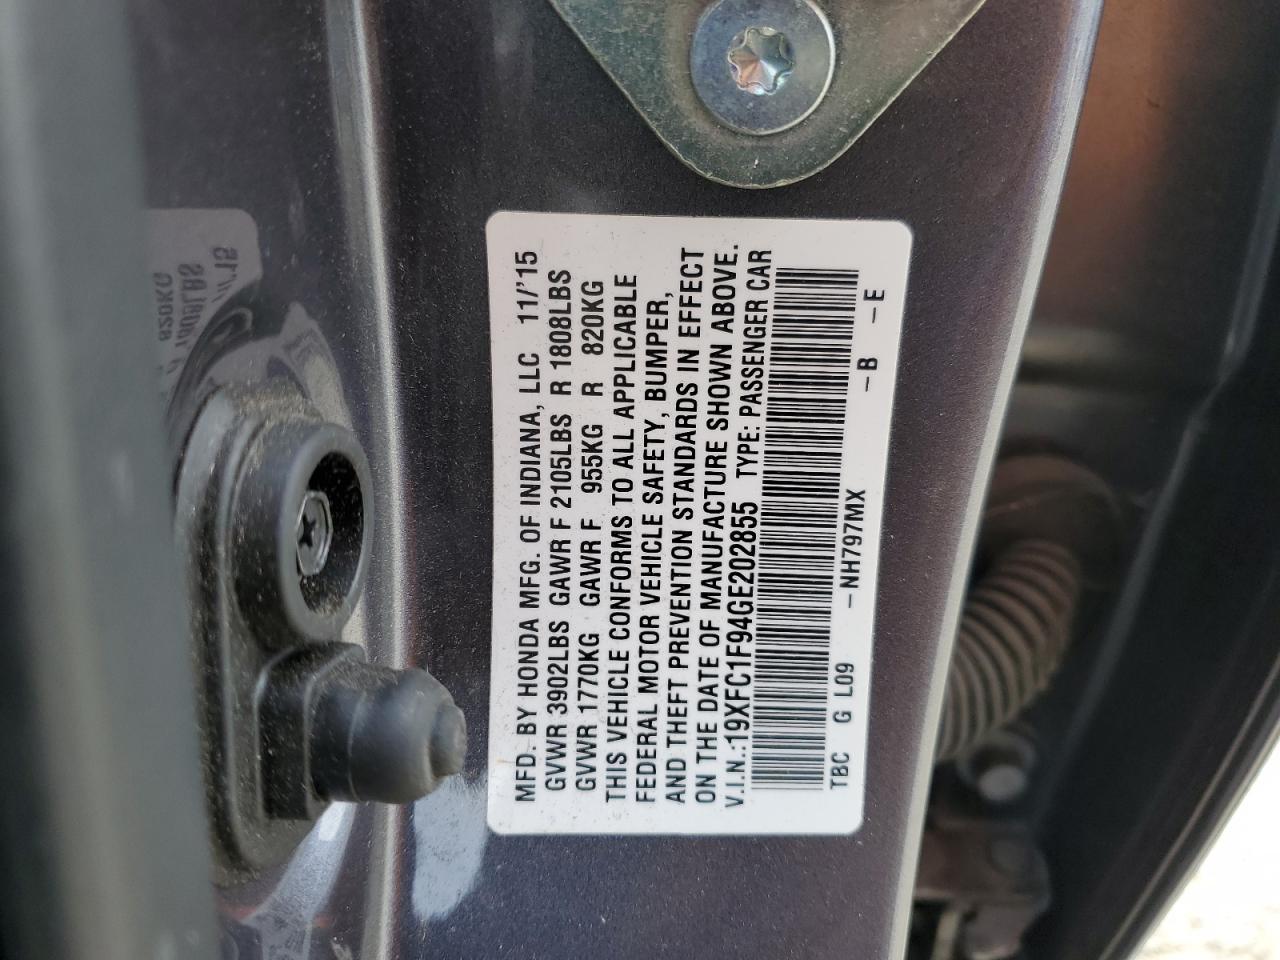 MFD. BY HONDA MFG. OF INDIANA, LLC 11/'15
GVWR 3902LBS GAWR F 2105LBS R 1808LBS
GVWR 1770KG GAWR F 955KG R 820KG
THIS VEHICLE CONFORMS TO ALL APPLICABLE
FEDERAL MOTOR VEHICLE SAFETY, BUMPER,
AND THEFT PREVENTION STANDARDS IN EFFECT
ON THE DATE OF MANUFACTURE SHOWN ABOVE.
V.I.N.:19XFC1F94GE202855 TYPE: PASSENGER CAR
TBC G L09 -NH797MX -B -E